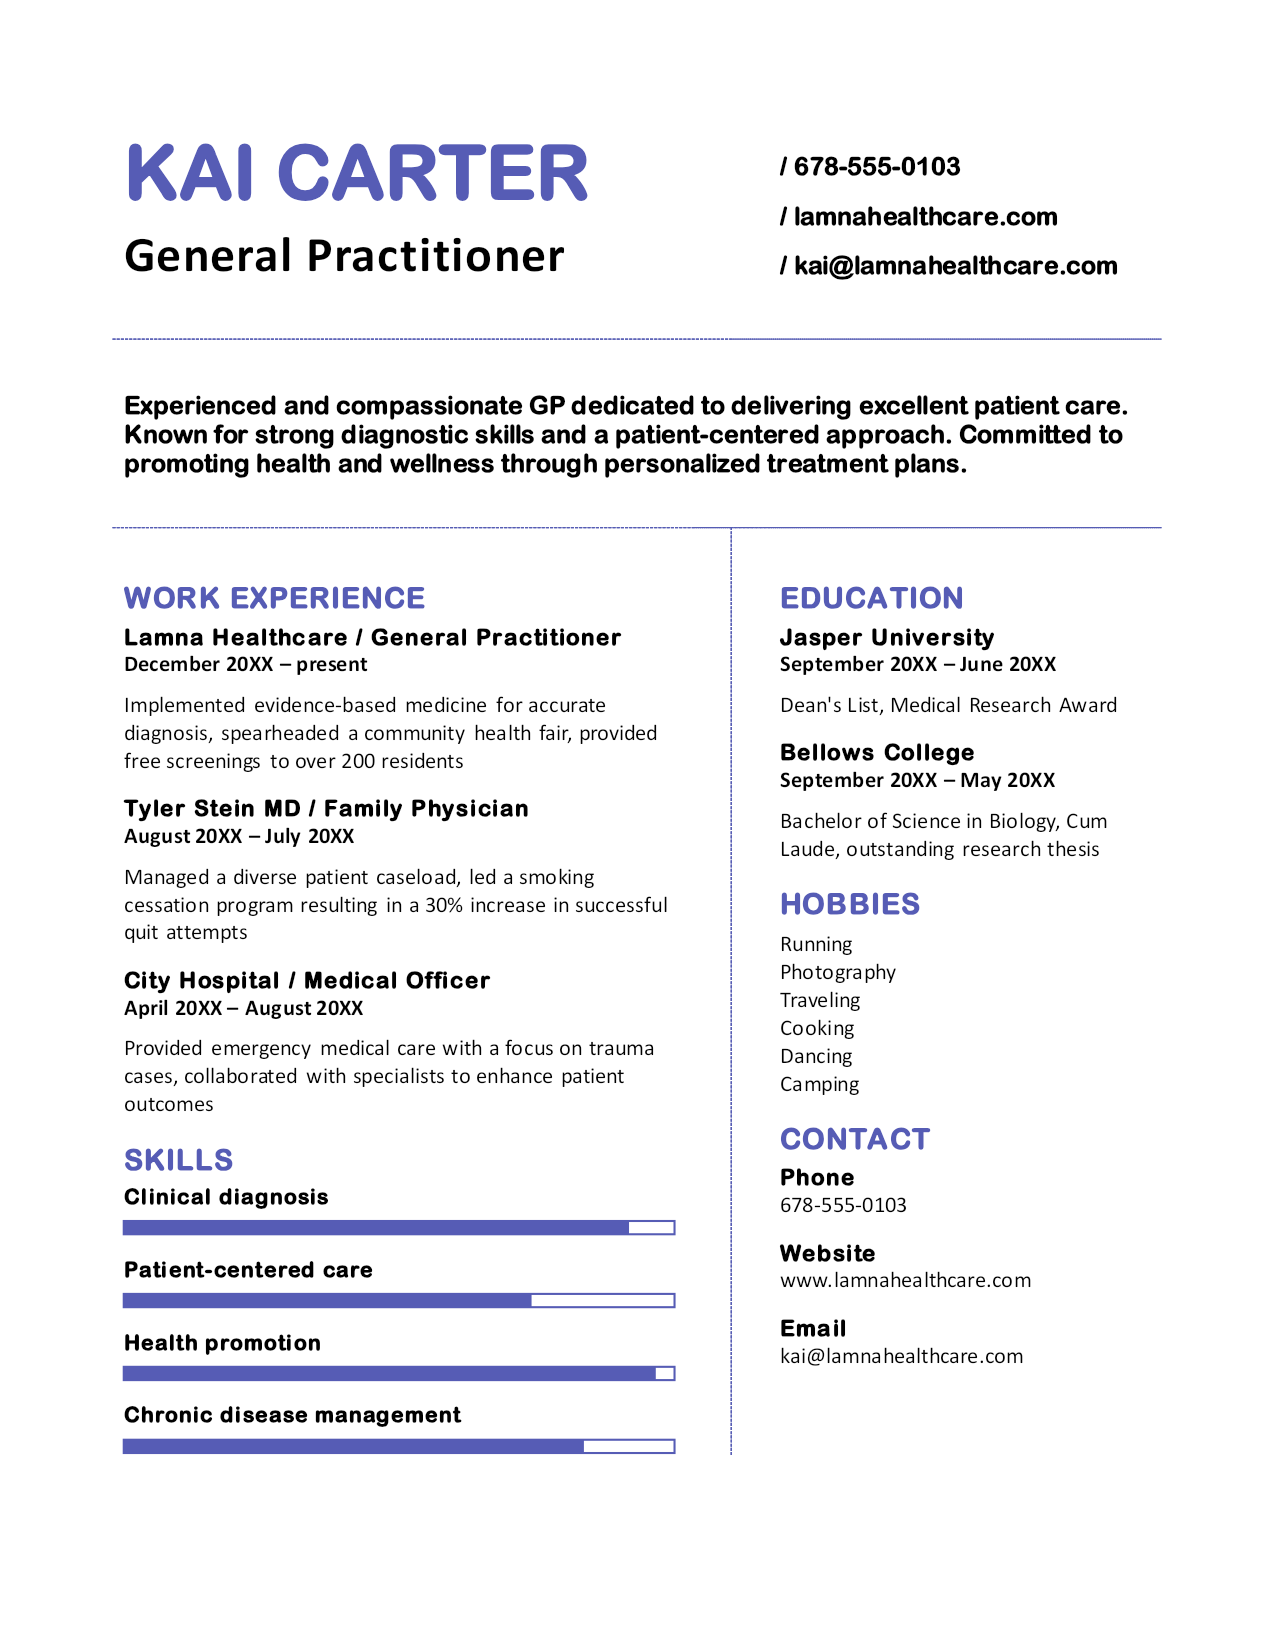 KAI CARTER
General Practitioner
/ 678-555-0103
/ lamnahealthcare.com
/ kai@lamnahealthcare.com
Experienced and compassionate GP dedicated to delivering excellent patient care.
Known for strong diagnostic skills and a patient-centered approach. Committed to
promoting health and wellness through personalized treatment plans.
WORK EXPERIENCE
Lamna Healthcare / General Practitioner
December 20XX – present
Implemented evidence-based medicine for accurate
diagnosis, spearheaded a community health fair, provided
free screenings to over 200 residents
Tyler Stein MD / Family Physician
August 20XX – July 20XX
Managed a diverse patient caseload, led a smoking
cessation program resulting in a 30% increase in successful
quit attempts
City Hospital / Medical Officer
April 20XX – August 20XX
Provided emergency medical care with a focus on trauma
cases, collaborated with specialists to enhance patient
outcomes
SKILLS
Clinical diagnosis
Patient-centered care
Health promotion
Chronic disease management
EDUCATION
Jasper University
September 20XX – June 20XX
Dean's List, Medical Research Award
Bellows College
September 20XX – May 20XX
Bachelor of Science in Biology, Cum
Laude, outstanding research thesis
HOBBIES
Running
Photography
Traveling
Cooking
Dancing
Camping
CONTACT
Phone
678-555-0103
Website
www.lamnahealthcare.com
Email
kai@lamnahealthcare.com